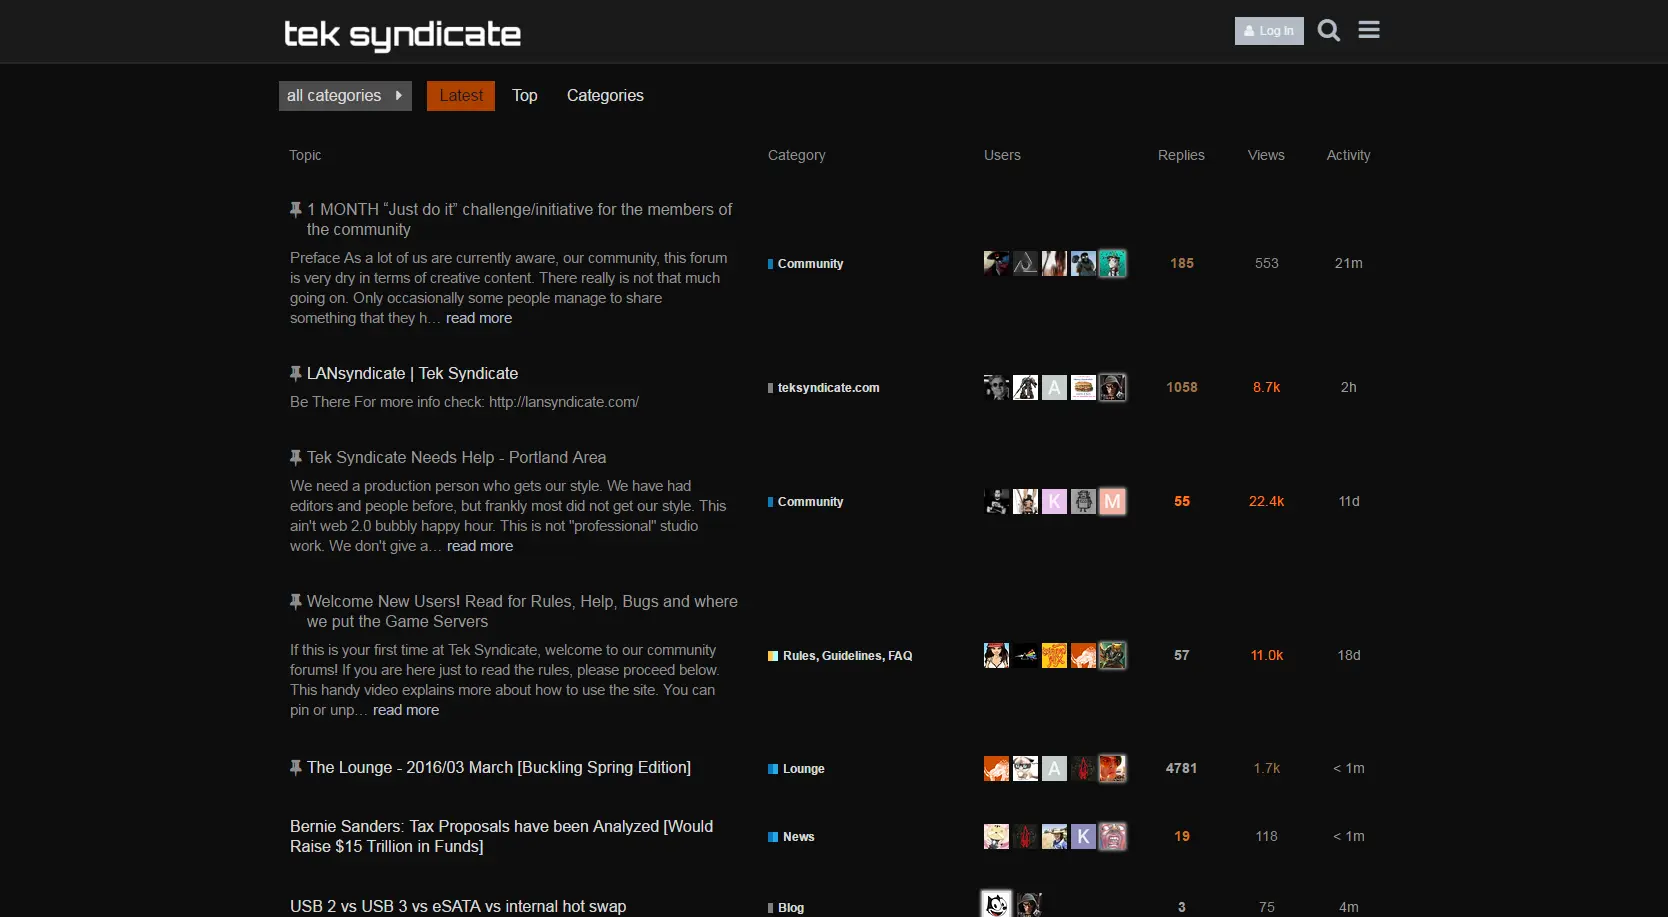 tek syndicate
Log In
all categories
Latest
Top
Categories
Topic
Category
Users
Replies
Views
Activity
1 MONTH “Just do it” challenge/initiative for the members of
the community
Preface As a lot of us are currently aware, our community, this forum
is very dry in terms of creative content. There really is not that much
going on. Only occasionally some people manage to share
something that they h… read more
Community
185
553
21m
LANsyndicate | Tek Syndicate
Be There For more info check: http://lansyndicate.com/
teksyndicate.com
A
1058
8.7k
2h
Tek Syndicate Needs Help - Portland Area
We need a production person who gets our style. We have had
editors and people before, but frankly most did not get our style. This
ain't web 2.0 bubbly happy hour. This is not "professional" studio
work. We don't give a… read more
Community
K
M
55
22.4k
11d
Welcome New Users! Read for Rules, Help, Bugs and where
we put the Game Servers
If this is your first time at Tek Syndicate, welcome to our community
forums! If you are here just to read the rules, please proceed below.
This handy video explains more about how to use the site. You can
pin or unp… read more
Rules, Guidelines, FAQ
57
11.0k
18d
The Lounge - 2016/03 March [Buckling Spring Edition]
Lounge
A
4781
1.7k
< 1m
Bernie Sanders: Tax Proposals have been Analyzed [Would
Raise $15 Trillion in Funds]
News
K
19
118
< 1m
USB 2 vs USB 3 vs eSATA vs internal hot swap
Blog
3
75
4m